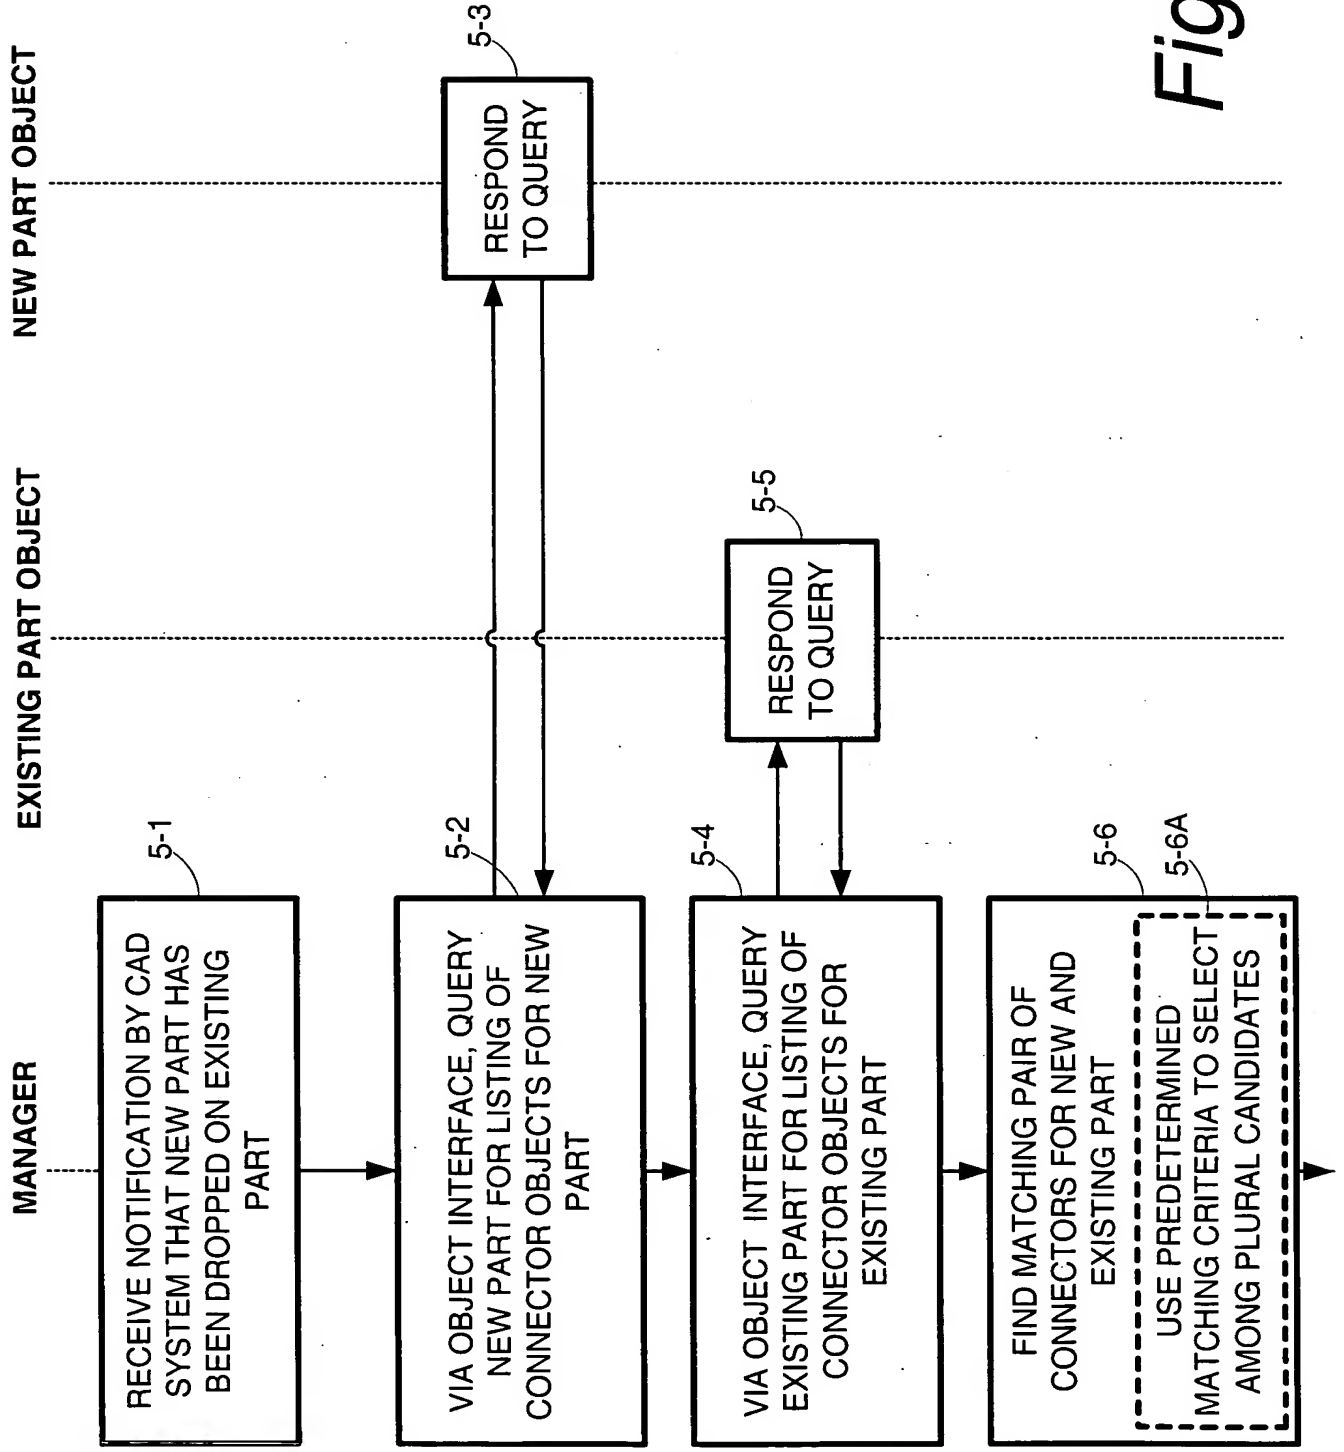 MANAGER
EXISTING PART OBJECT
NEW PART OBJECT
5-1
RECEIVE NOTIFICATION BY CAD
SYSTEM THAT NEW PART HAS
BEEN DROPPED ON EXISTING
PART
5-2
VIA OBJECT INTERFACE, QUERY
NEW PART FOR LISTING OF
CONNECTOR OBJECTS FOR NEW
PART
5-3
RESPOND
TO QUERY
5-4
VIA OBJECT INTERFACE, QUERY
EXISTING PART FOR LISTING OF
CONNECTOR OBJECTS FOR
EXISTING PART
5-5
RESPOND
TO QUERY
5-6
FIND MATCHING PAIR OF
CONNECTORS FOR NEW AND
EXISTING PART
5-6A
USE PREDETERMINED
MATCHING CRITERIA TO SELECT
AMONG PLURAL CANDIDATES
Fig